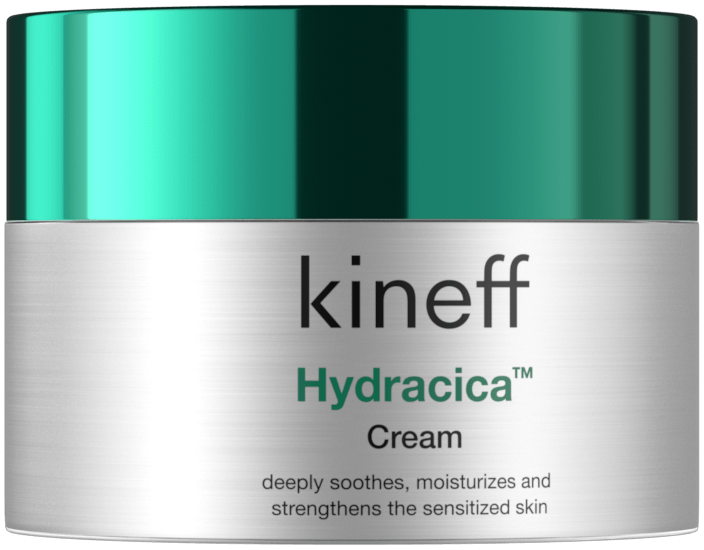 kineff
Hydracica™
Cream
deeply soothes, moisturizes and
strengthens the sensitized skin